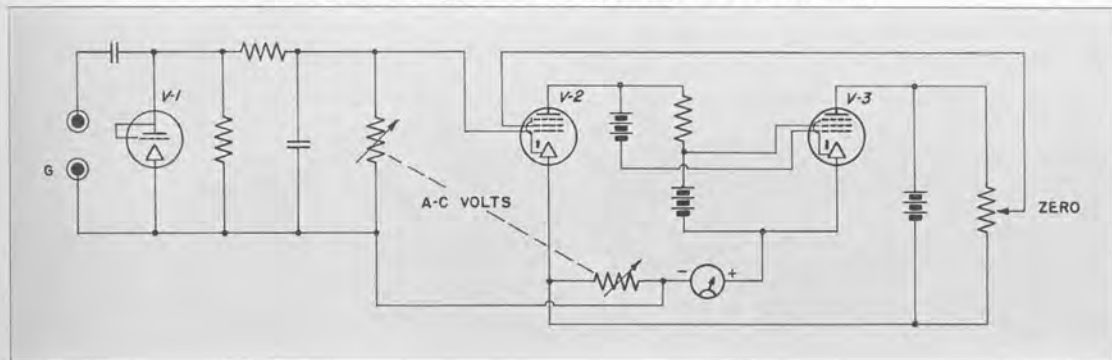 V-1
V-2
V-3
G
A-C VOLTS
ZERO
- +